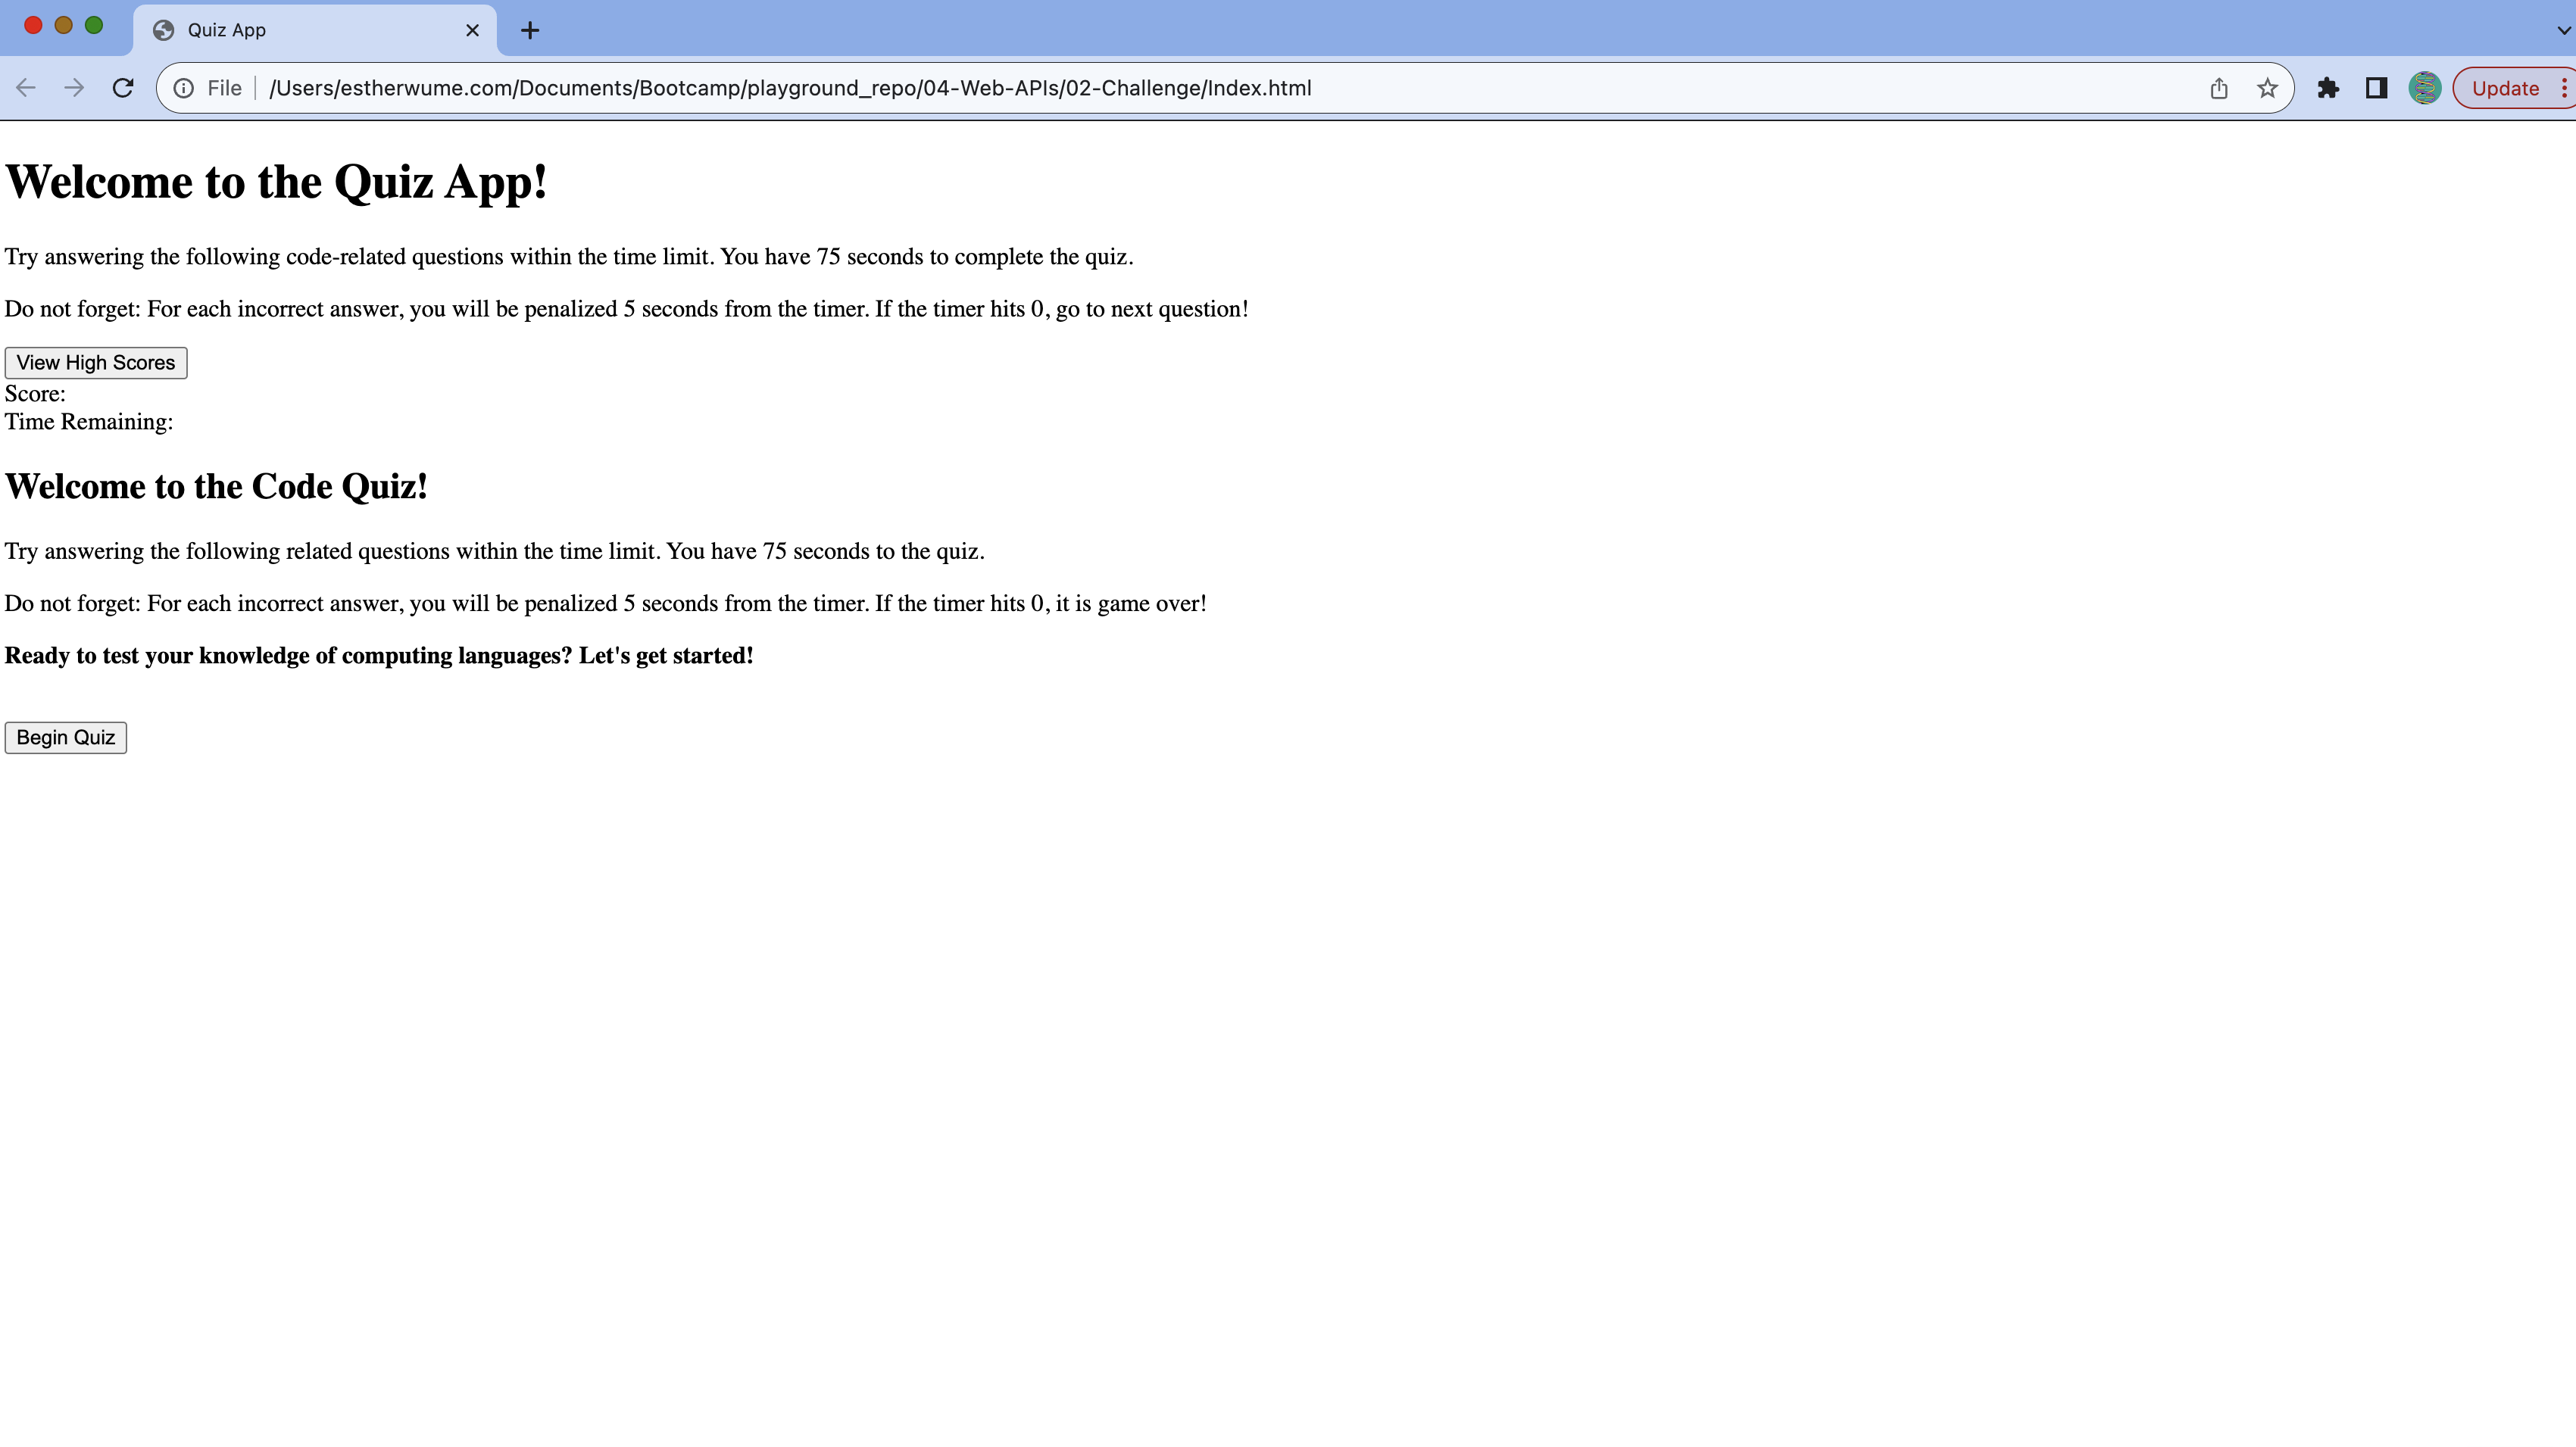 Quiz App
File /Users/estherwume.com/Documents/Bootcamp/playground_repo/04-Web-APIs/02-Challenge/Index.html
Update
Welcome to the Quiz App!
Try answering the following code-related questions within the time limit. You have 75 seconds to complete the quiz.
Do not forget: For each incorrect answer, you will be penalized 5 seconds from the timer. If the timer hits 0, go to next question!
View High Scores
Score:
Time Remaining:
Welcome to the Code Quiz!
Try answering the following related questions within the time limit. You have 75 seconds to the quiz.
Do not forget: For each incorrect answer, you will be penalized 5 seconds from the timer. If the timer hits 0, it is game over!
Ready to test your knowledge of computing languages? Let's get started!
Begin Quiz